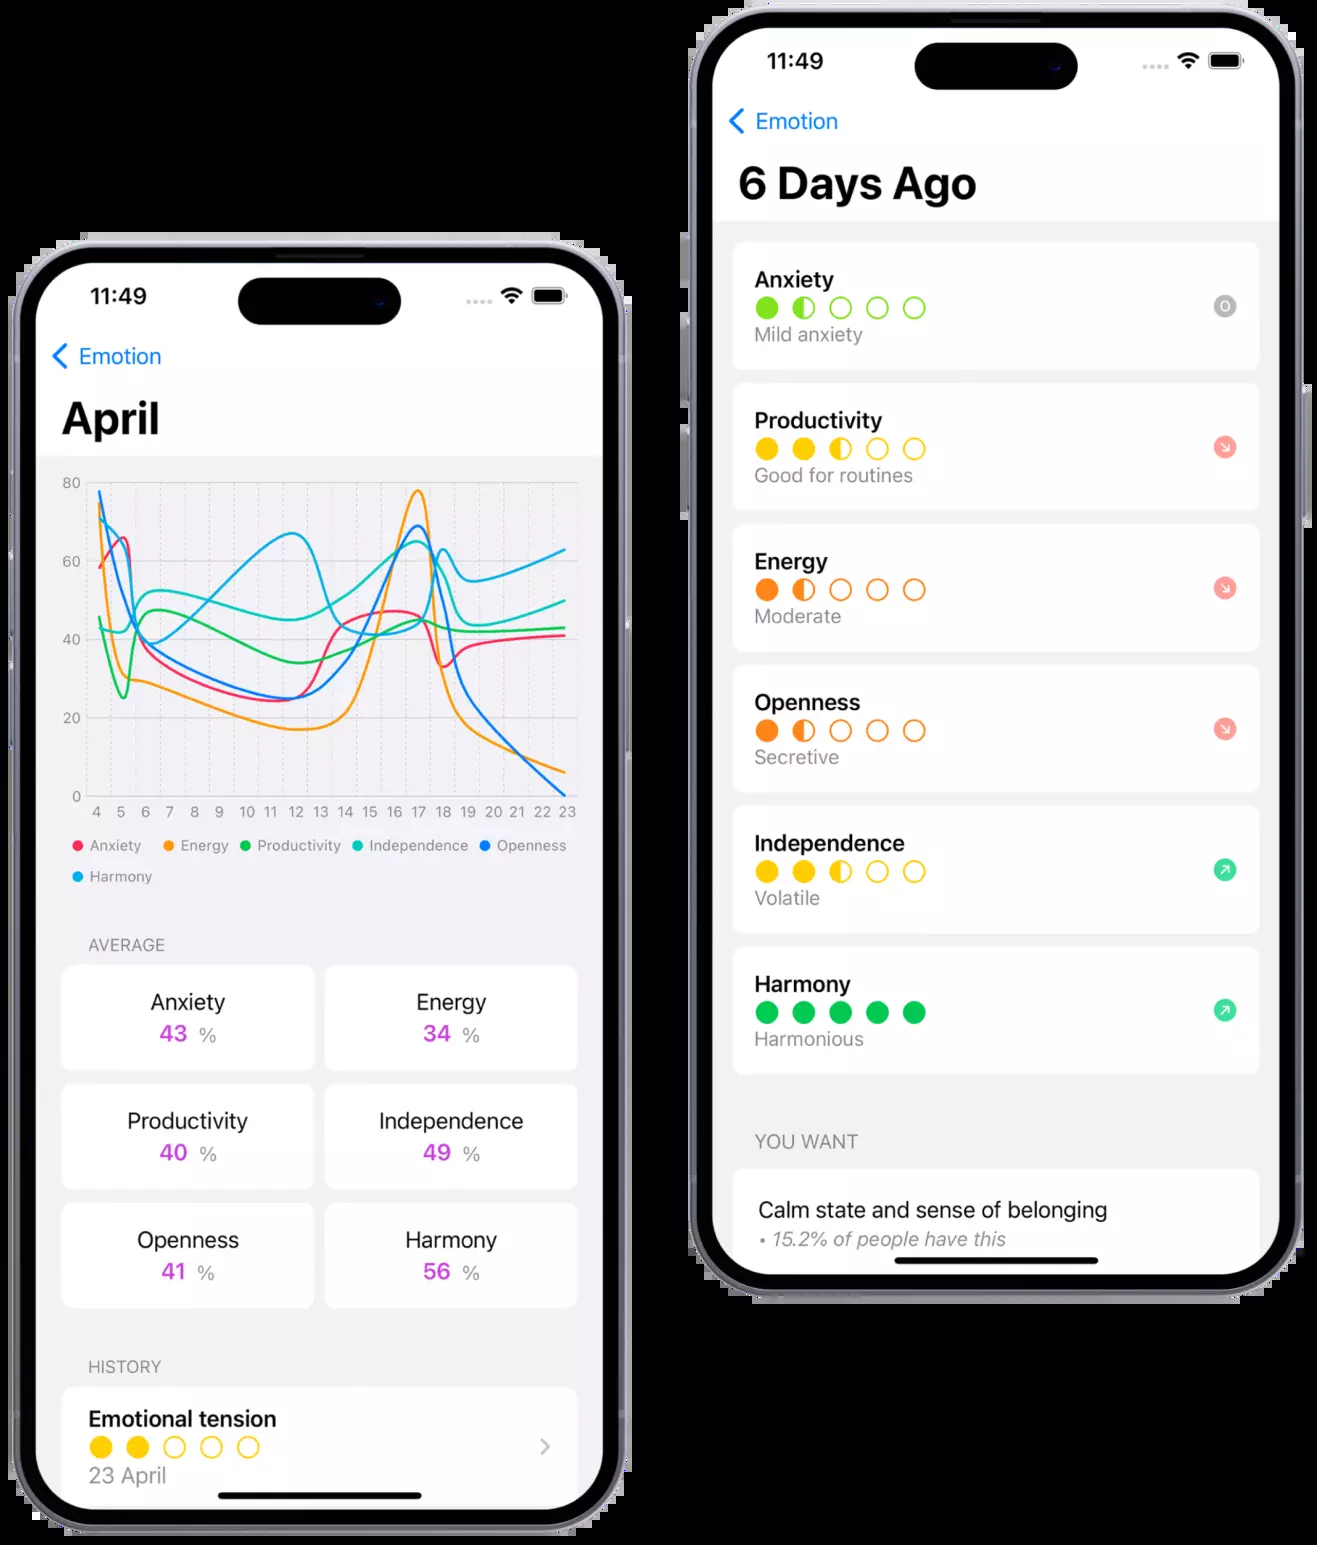 11:49
Emotion
April
80
60
40
20
0
4 5 6 7 8 9 10 11 12 13 14 15 16 17 18 19 20 21 22 23
Anxiety Energy Productivity Independence Openness
Harmony
AVERAGE
Anxiety
43 %
Energy
34 %
Productivity
40 %
Independence
49 %
Openness
41 %
Harmony
56 %
HISTORY
Emotional tension
23 April
11:49
Emotion
6 Days Ago
Anxiety
Mild anxiety
Productivity
Good for routines
Energy
Moderate
Openness
Secretive
Independence
Volatile
Harmony
Harmonious
YOU WANT
Calm state and sense of belonging
• 15.2% of people have this